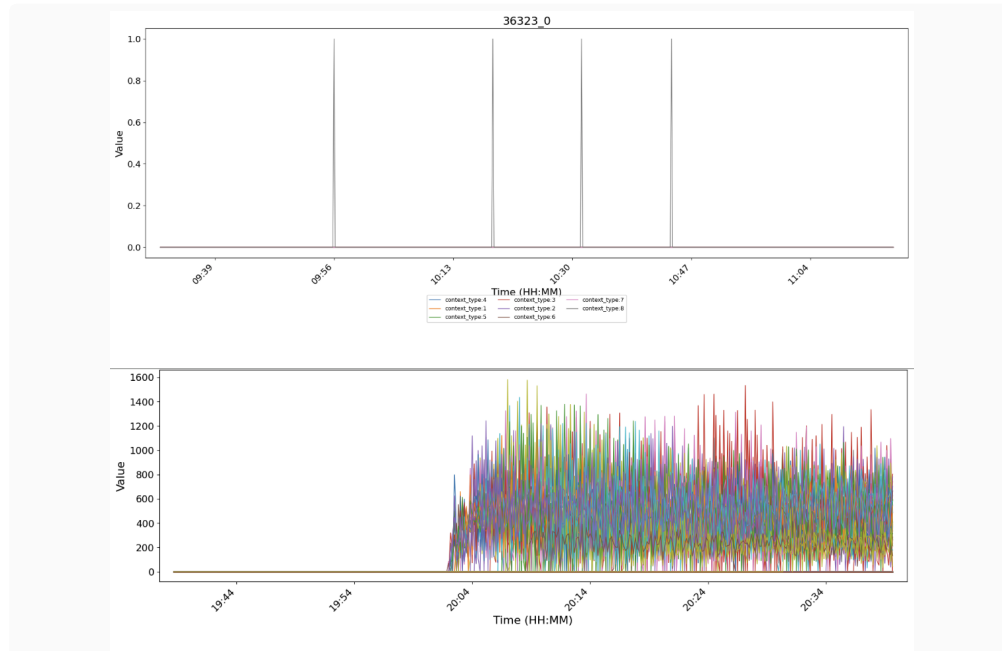 36323_0
1.0
0.8
0.6
0.4
0.2
0.0
Value
09:39 09:56 10:13 10:30 10:47 11:04
Time (HH:MM)
context_type:4 context_type:3 context_type:7
context_type:1 context_type:2 context_type:8
context_type:5 context_type:6
1600
1400
1200
1000
800
600
400
200
0
Value
19:44 19:54 20:04 20:14 20:24 20:34
Time (HH:MM)